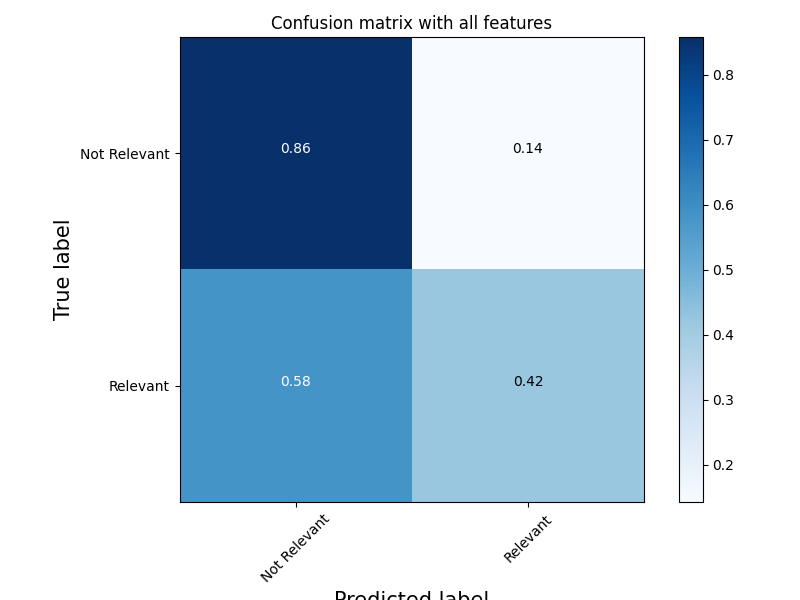 Confusion matrix with all features
Not Relevant
0.86
0.14
Relevant
0.58
0.42
True label
Not Relevant
Relevant
Predicted label
0.8
0.7
0.6
0.5
0.4
0.3
0.2